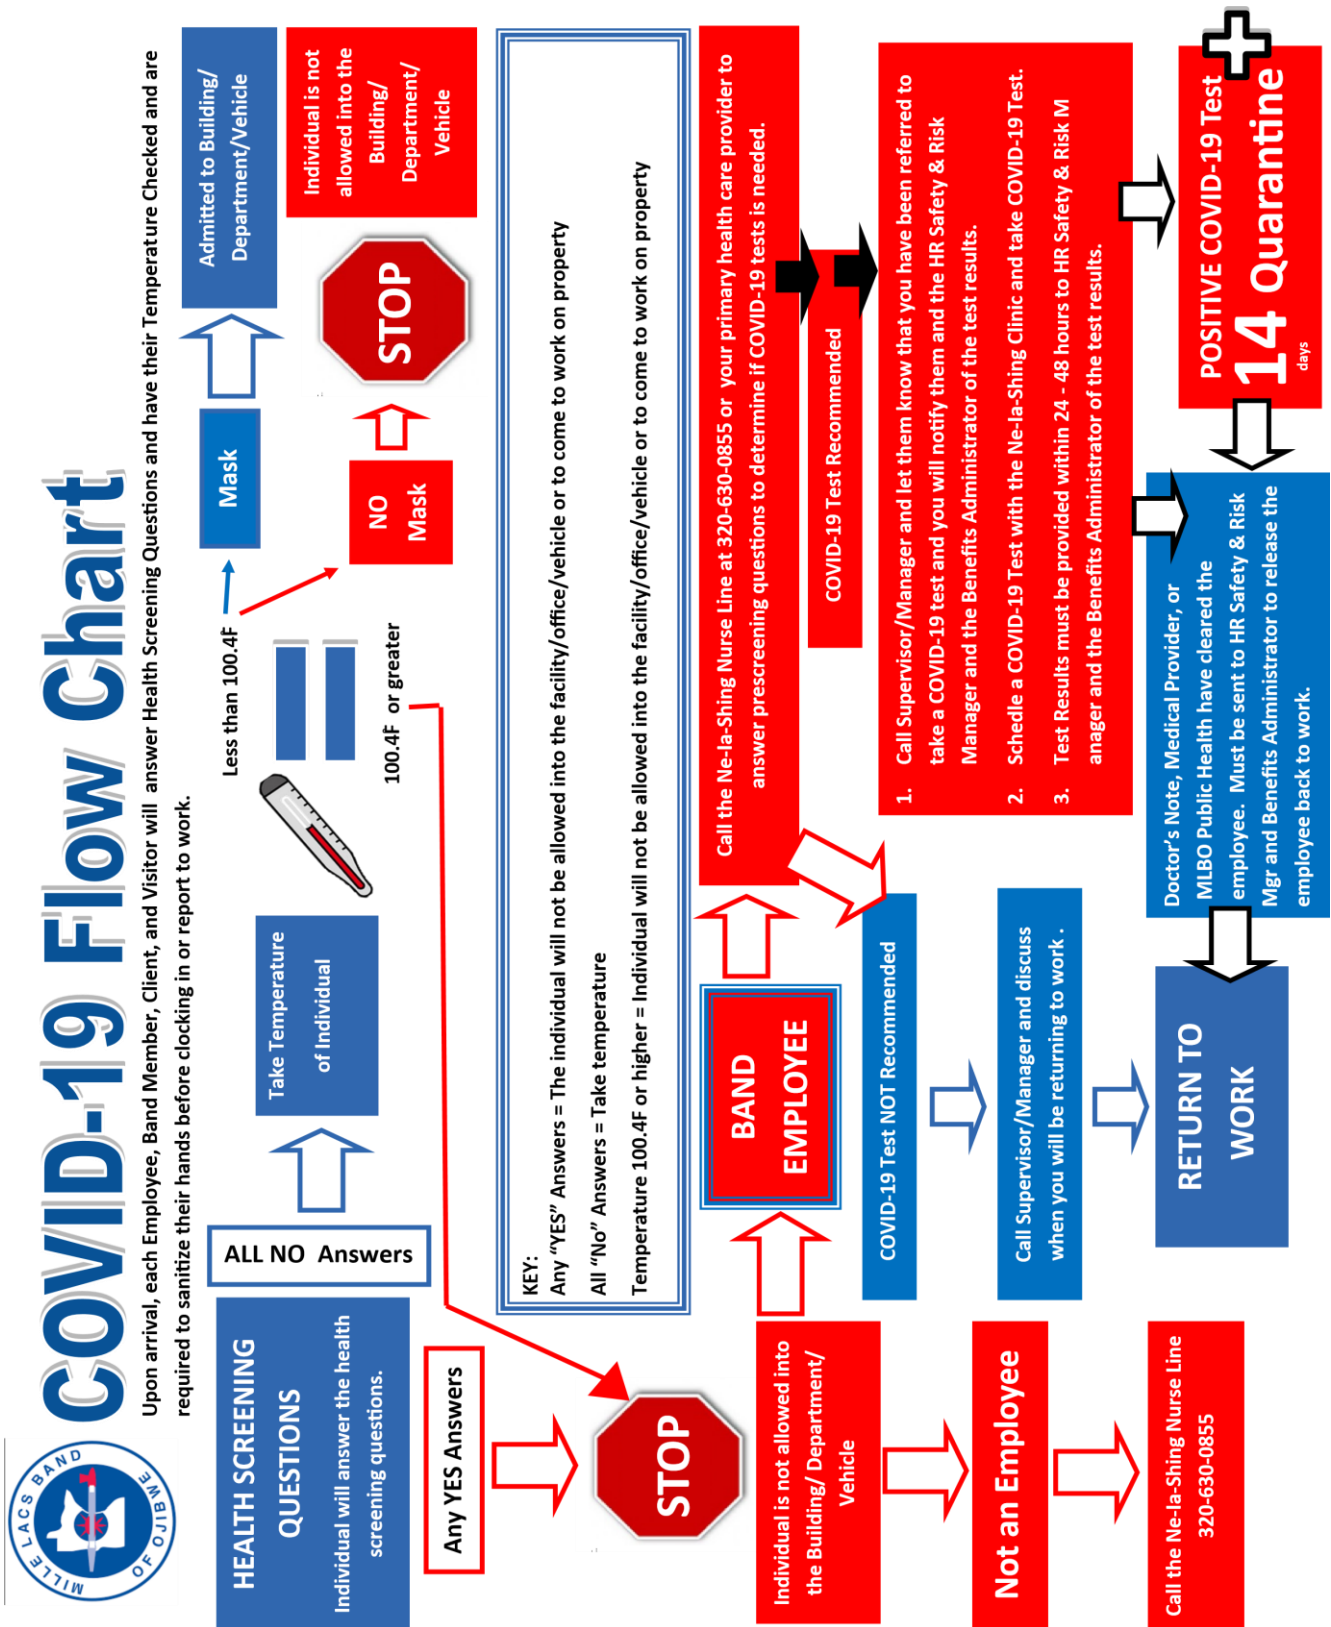 MILLE LACS BAND
OF OJIBWE
COVID-19 Flow Chart
Upon arrival, each Employee, Band Member, Client, and Visitor will answer Health Screening Questions and have their Temperature Checked and are
required to sanitize their hands before clocking in or report to work.
HEALTH SCREENING
QUESTIONS
Individual will answer the health
screening questions.
ALL NO Answers
Take Temperature
of Individual
Less than 100.4F
100.4F or greater
Mask
Admitted to Building/
Department/Vehicle
NO
Mask
STOP
Individual is not
allowed into the
Building/
Department/
Vehicle
Any YES Answers
STOP
KEY:
Any “YES” Answers = The individual will not be allowed into the facility/office/vehicle or to come to work on property
All “No” Answers = Take temperature
Temperature 100.4F or higher = Individual will not be allowed into the facility/office/vehicle or to come to work on property
Individual is not allowed into
the Building/ Department/
Vehicle
BAND
EMPLOYEE
Call the Ne-Ia-Shing Nurse Line at 320-630-0855 or your primary health care provider to
answer prescreening questions to determine if COVID-19 tests is needed.
COVID-19 Test Recommended
COVID-19 Test NOT Recommended
1. Call Supervisor/Manager and let them know that you have been referred to
take a COVID-19 test and you will notify them and the HR Safety & Risk
Manager and the Benefits Administrator of the test results.
2. Schedle a COVID-19 Test with the Ne-Ia-Shing Clinic and take COVID-19 Test.
3. Test Results must be provided within 24 - 48 hours to HR Safety & Risk M
anager and the Benefits Administrator of the test results.
Not an Employee
Call Supervisor/Manager and discuss
when you will be returning to work .
Call the Ne-Ia-Shing Nurse Line
320-630-0855
RETURN TO
WORK
Doctor’s Note, Medical Provider, or
MLBO Public Health have cleared the
employee. Must be sent to HR Safety & Risk
Mgr and Benefits Administrator to release the
employee back to work.
POSITIVE COVID-19 Test
14 Quarantine
days